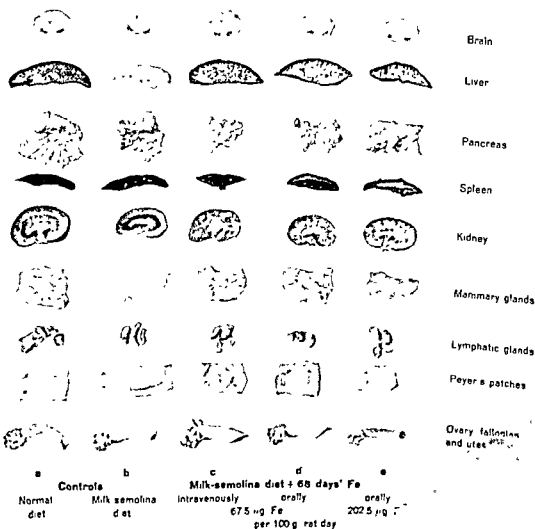 Brain
Liver
Pancreas
Spleen
Kidney
Mammary glands
Lymphatic glands
Peyer s patches
Ovary fallopian
and
a b c d e
Controls Milk-semolina diet + 68 days' Fe
Normal Milk semolina intravenously orally orally
diet diet 67 5 µg Fe 202.5 µg
per 100 g rat day